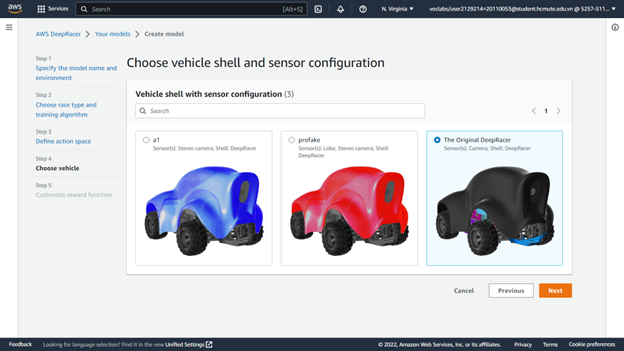 aws
Services
Search
[Alt+S]
N. Virginia
voclabs/user2129214=20110053@student.hcmute.edu.vn @ 5257-511...
AWS DeepRacer
Your models
Create model
Step 1
Specify the model name and
environment
Step 2
Choose race type and
training algorithm
Step 3
Define action space
Step 4
Choose vehicle
Step 5
Customize reward function
Choose vehicle shell and sensor configuration
Vehicle shell with sensor configuration (3)
Search
1
a1
Sensor(s): Stereo camera; Shell: DeepRacer
profake
Sensor(s): Lidar, Stereo camera; Shell:
DeepRacer
The Original DeepRacer
Sensor(s): Camera; Shell: DeepRacer
Cancel
Previous
Next
Feedback
Looking for language selection? Find it in the new Unified Settings
© 2022, Amazon Web Services, Inc. or its affiliates.
Privacy
Terms
Cookie preferences